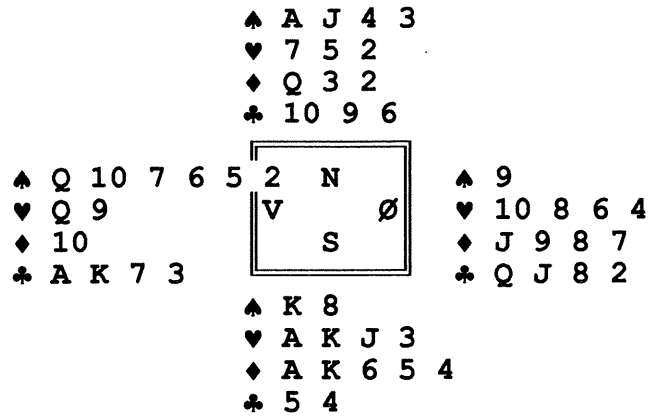 ♠ A J 4 3
♥ 7 5 2
♦ Q 3 2
♣ 10 9 6
♠ Q 10 7 6 5 2 N ♠ 9
♥ Q 9 V Ø ♥ 10 8 6 4
♦ 10 S ♦ J 9 8 7
♣ A K 7 3 ♣ Q J 8 2
♠ K 8
♥ A K J 3
♦ A K 6 5 4
♣ 5 4